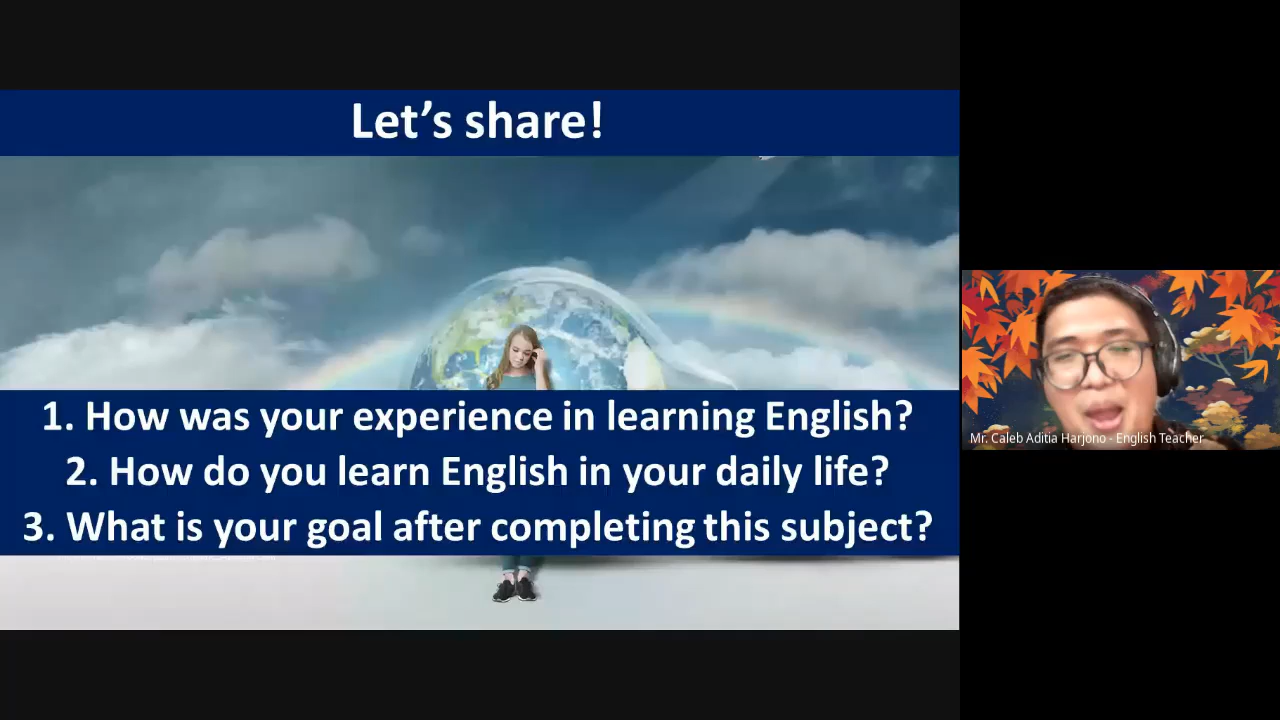 Let’s share!
1. How was your experience in learning English?
2. How do you learn English in your daily life?
3. What is your goal after completing this subject?
Mr. Caleb Aditia Harjono - English Teacher